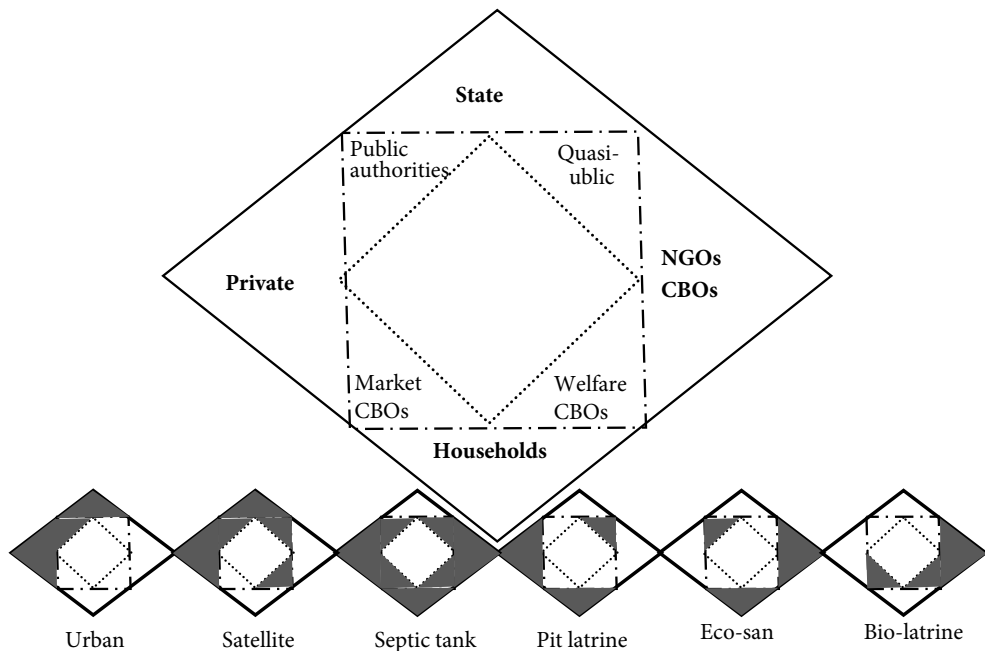 State
Public
authorities
Quasi-
ublic
Private
NGOs
CBOs
Market
CBOs
Welfare
CBOs
Households
Urban
Satellite
Septic tank
Pit latrine
Eco-san
Bio-latrine